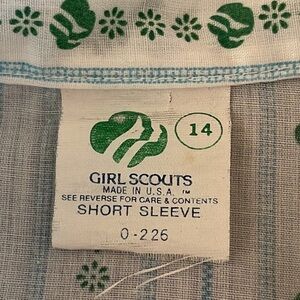 14
GIRL SCOUTS
MADE IN U.S.A. ™
SEE REVERSE FOR CARE & CONTENTS
SHORT SLEEVE
0-226